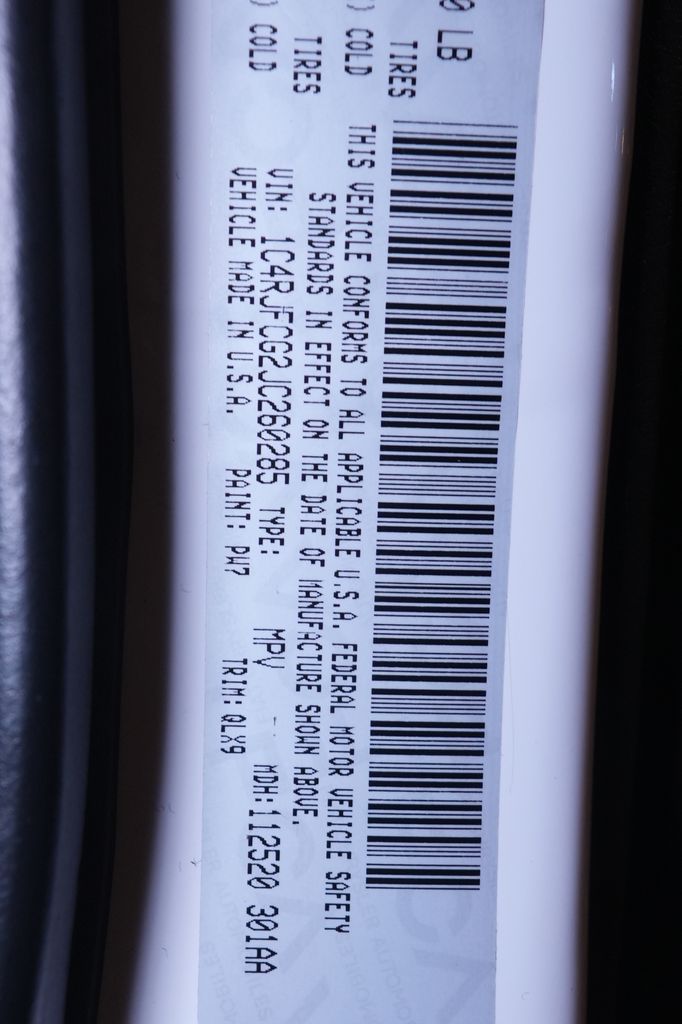 0 LB
TIRES
) COLD
TIRES
) COLD
THIS VEHICLE CONFORMS TO ALL APPLICABLE U.S.A. FEDERAL MOTOR VEHICLE SAFETY
STANDARDS IN EFFECT ON THE DATE OF MANUFACTURE SHOWN ABOVE.
VIN: 1C4RJFCG2JC260285 TYPE: MPV MDH: 112520 301AA
VEHICLE MADE IN U.S.A. PAINT: PW7 TRIM: QLX9